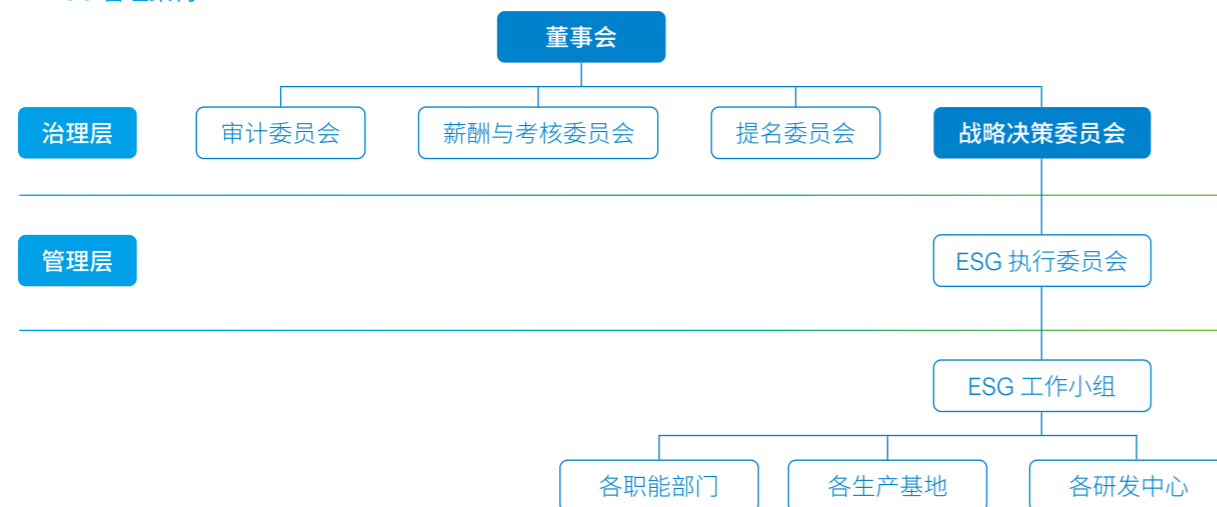 董事会
治理层
审计委员会
薪酬与考核委员会
提名委员会
战略决策委员会
管理层
ESG 执行委员会
ESG 工作小组
各职能部门
各生产基地
各研发中心